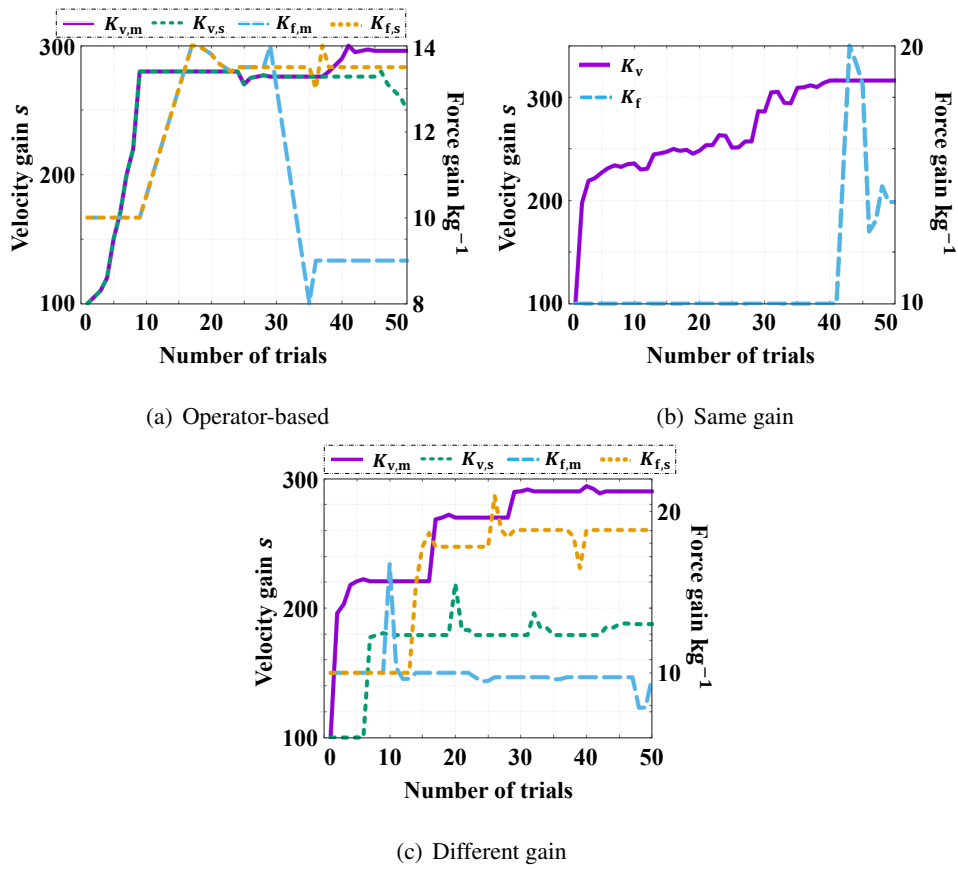 K_v,m K_v,s K_f,m K_f,s
300 14
12
200
10
100 8
Velocity gain s
Force gain kg⁻¹
0 10 20 30 40 50
Number of trials
(a) Operator-based
20
300
200
100 10
K_v
K_f
Velocity gain s
Force gain kg⁻¹
0 10 20 30 40 50
Number of trials
(b) Same gain
K_v,m K_v,s K_f,m K_f,s
300
20
200
10
100
Velocity gain s
Force gain kg⁻¹
0 10 20 30 40 50
Number of trials
(c) Different gain